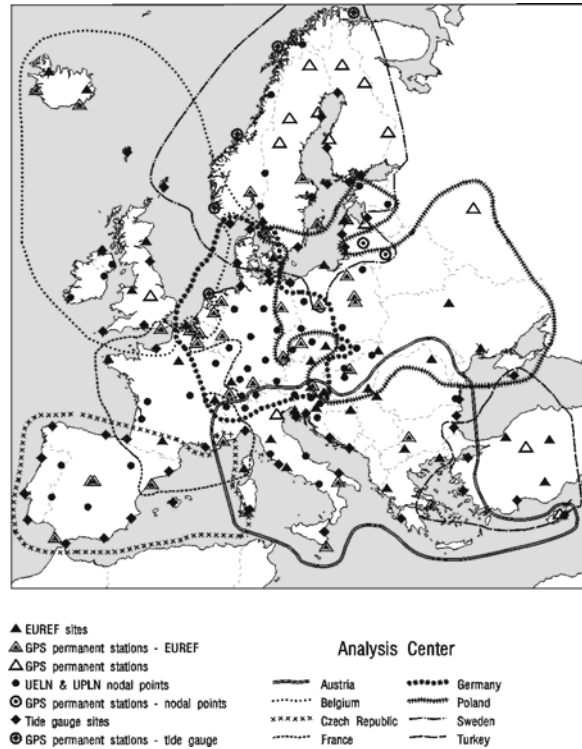 EUREF sites
GPS permanent stations - EUREF
GPS permanent stations
UELN & UPLN nodal points
GPS permanent stations - nodal points
Tide gauge sites
GPS permanent stations - tide gauge
Analysis Center
Austria
Belgium
Czech Republic
France
Germany
Poland
Sweden
Turkey